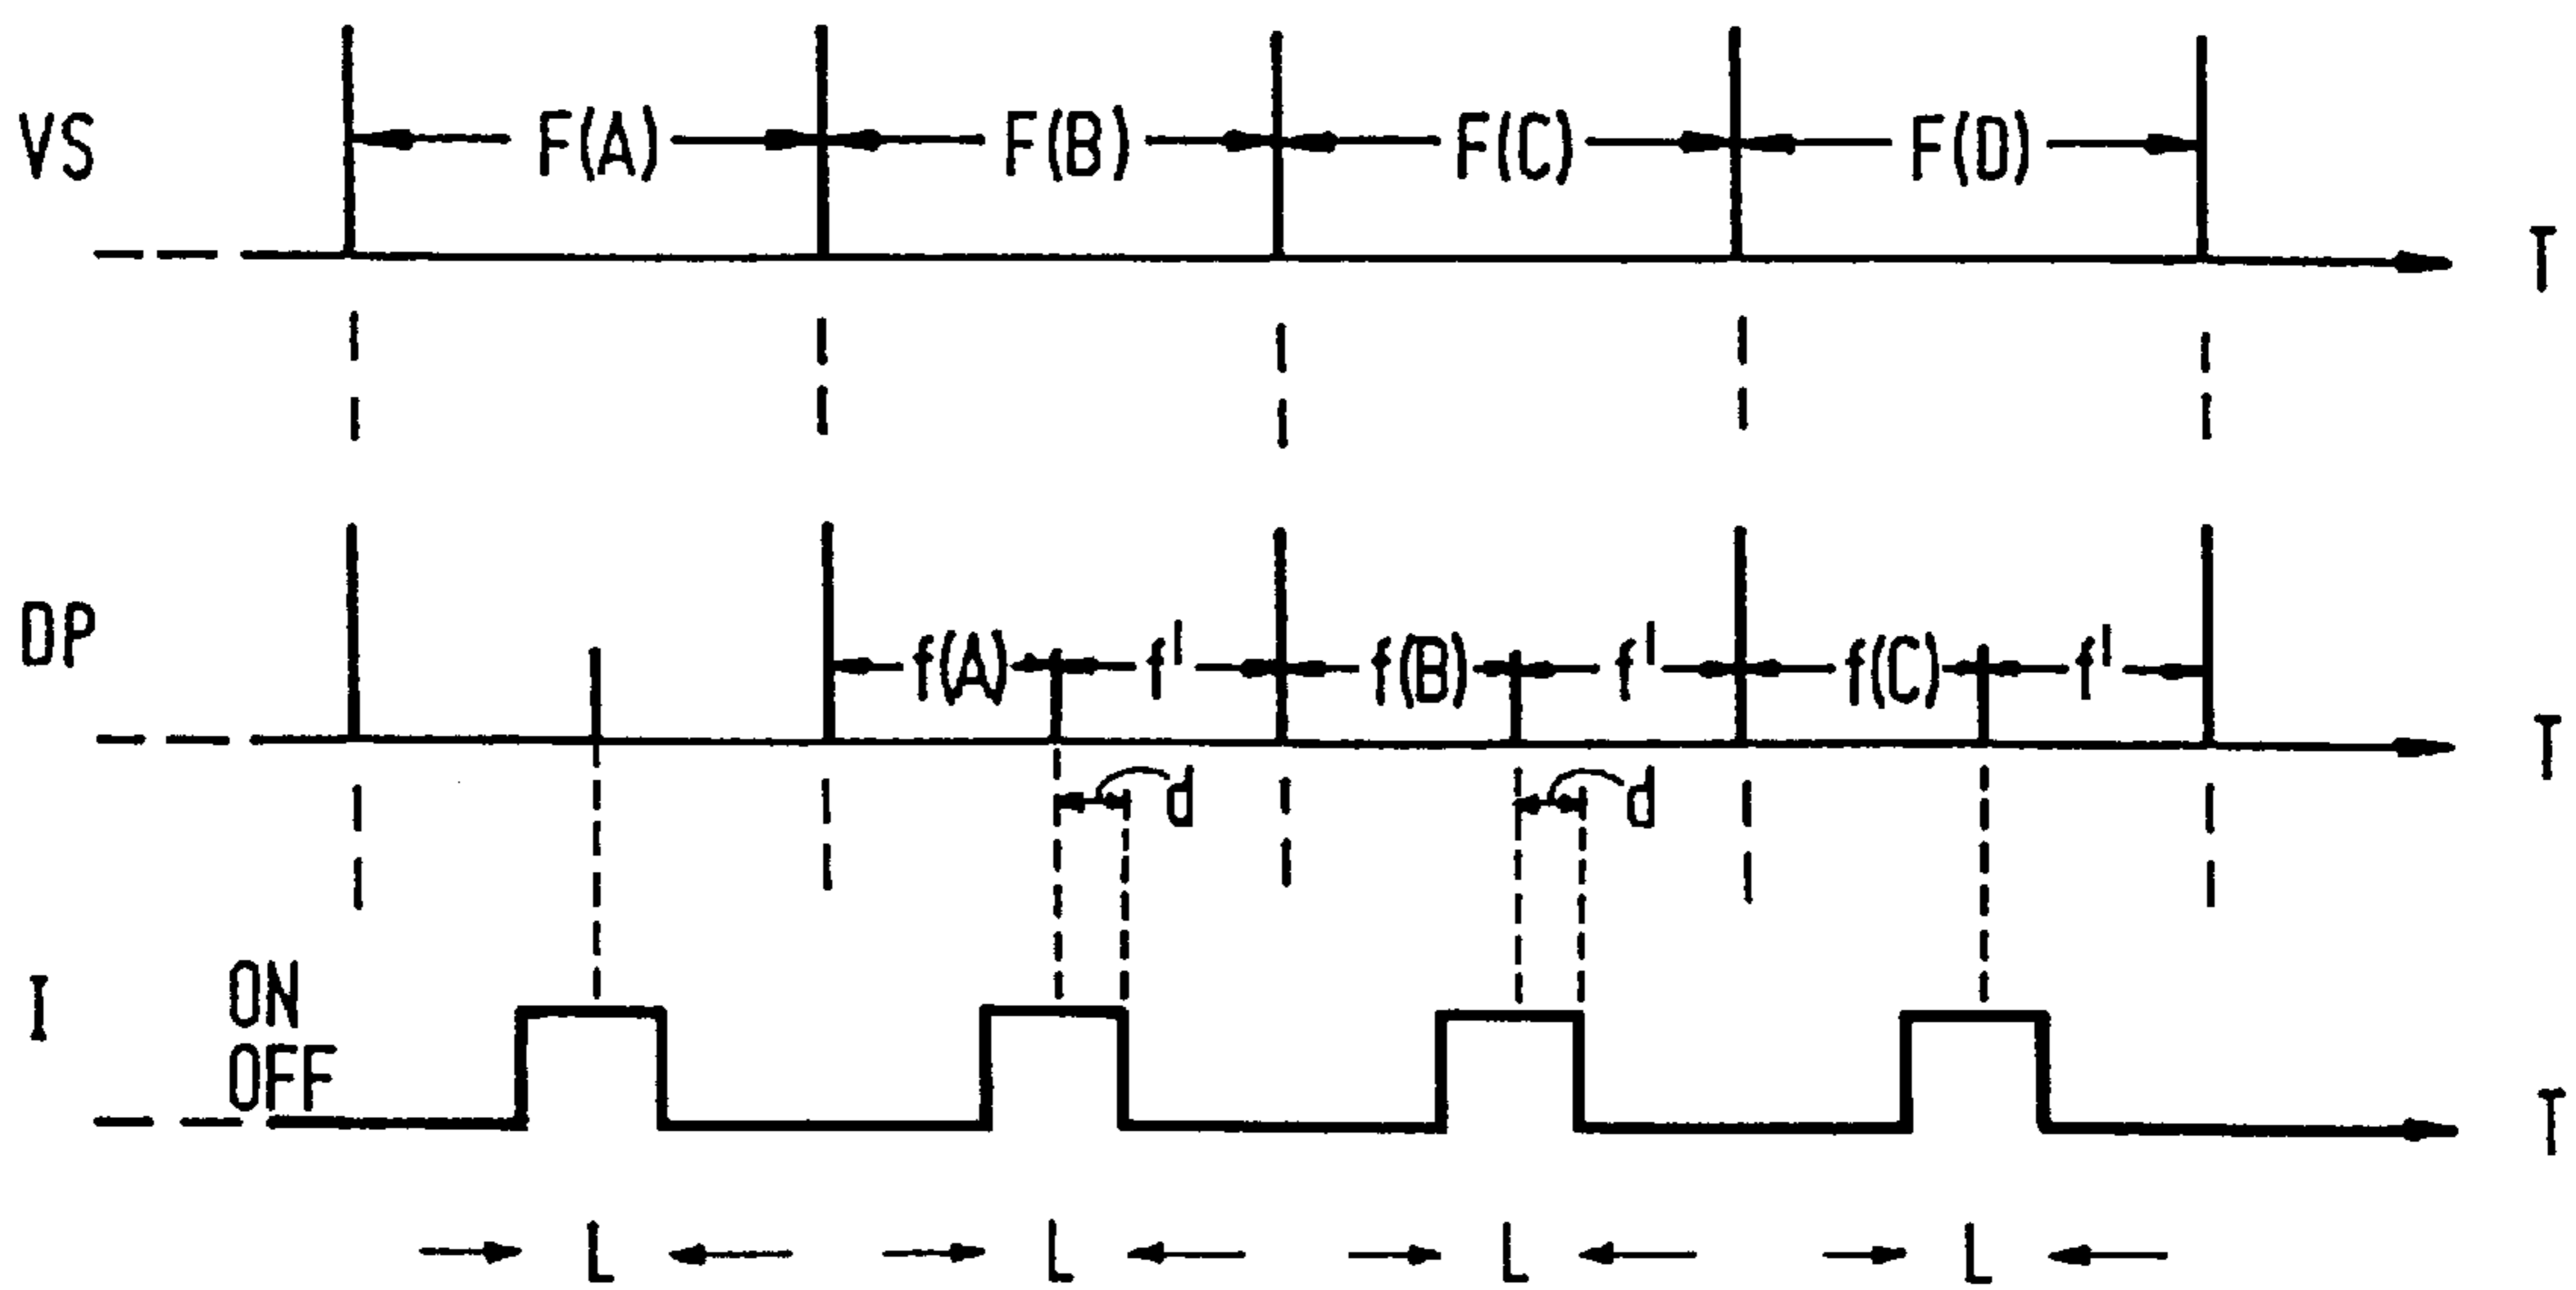 VS F(A) F(B) F(C) F(D) T
DP f(A) f' f(B) f' f(C) f' T
d d
I ON
OFF T
L L L L